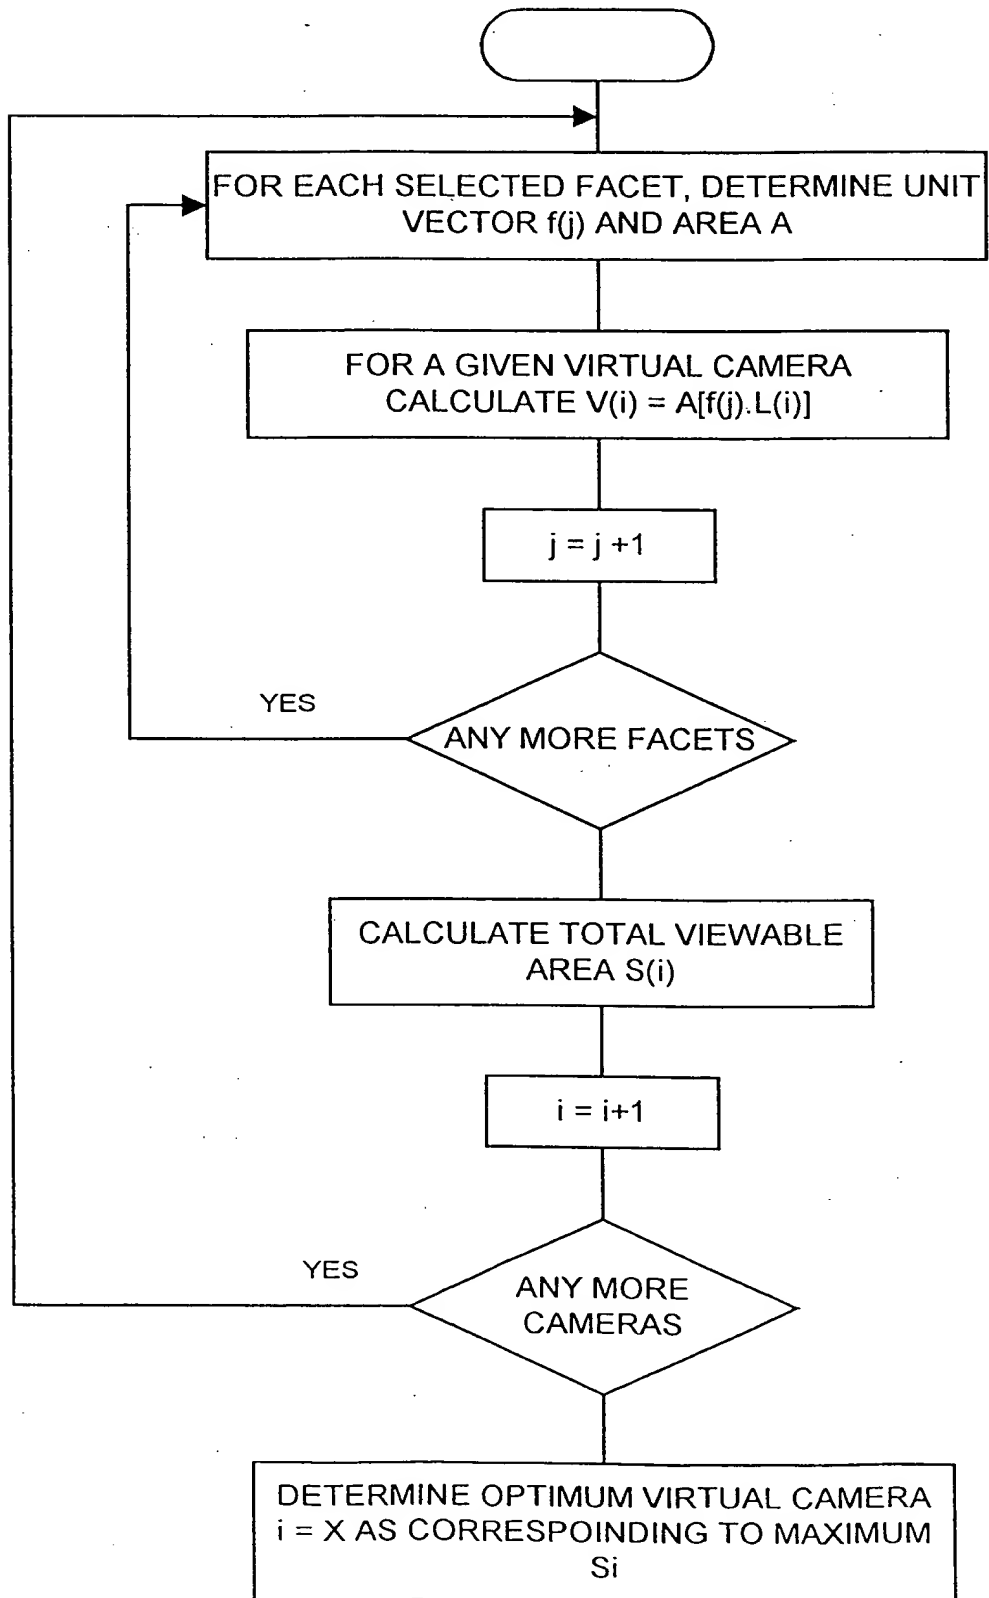 FOR EACH SELECTED FACET, DETERMINE UNIT
VECTOR f(j) AND AREA A
FOR A GIVEN VIRTUAL CAMERA
CALCULATE V(i) = A[f(j).L(i)]
j = j +1
YES
ANY MORE FACETS
CALCULATE TOTAL VIEWABLE
AREA S(i)
i = i+1
YES
ANY MORE
CAMERAS
DETERMINE OPTIMUM VIRTUAL CAMERA
i = X AS CORRESPOINDING TO MAXIMUM
Si